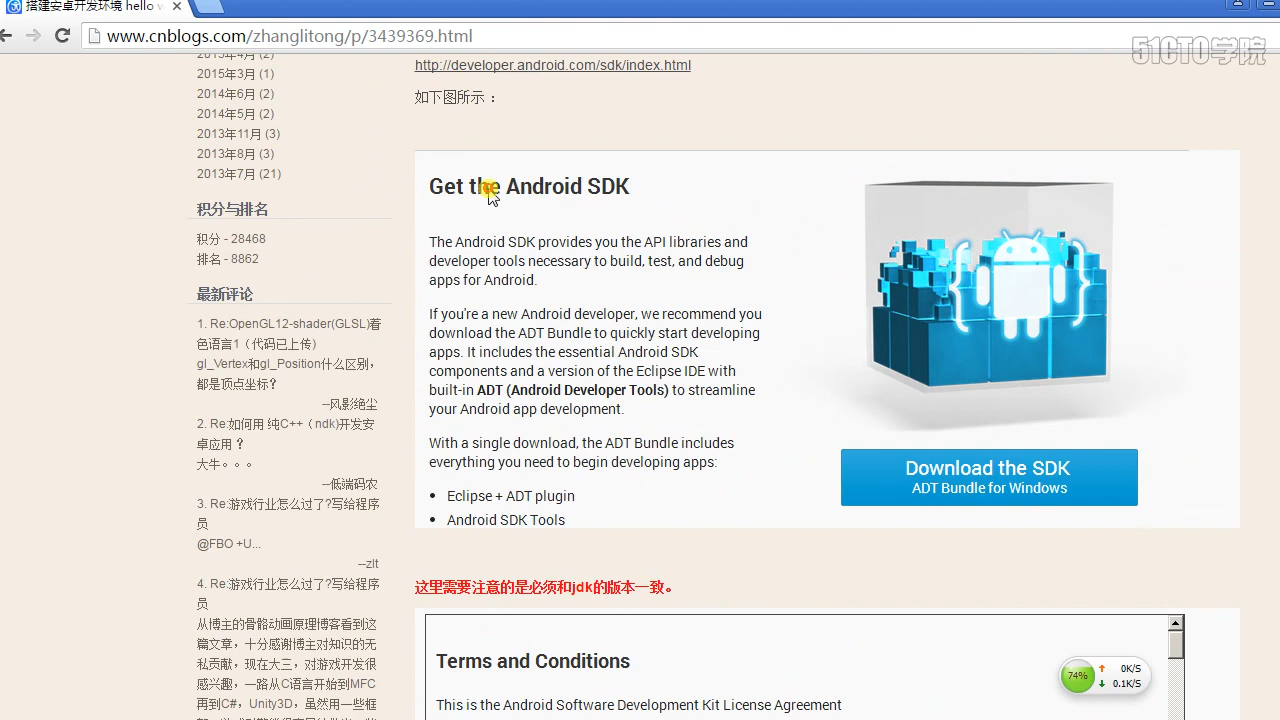 搭建安卓开发环境 hello w
www.cnblogs.com/zhanglitong/p/3439369.html
51CTO学院
2015年4月 (2)
2015年3月 (1)
2014年6月 (2)
2014年5月 (2)
2013年11月 (3)
2013年8月 (3)
2013年7月 (21)
积分与排名
积分 - 28468
排名 - 8862
最新评论
1. Re:OpenGL12-shader(GLSL)着
色语言1（代码已上传）
gl_Vertex和gl_Position什么区别，
都是顶点坐标?
--风影绝尘
2. Re:如何用 纯C++（ndk)开发安
卓应用 ？
大牛。。。
--低端码农
3. Re:游戏行业怎么过了?写给程序
员
@FBO +U...
--zlt
4. Re:游戏行业怎么过了?写给程序
员
从博主的骨骼动画原理博客看到这
篇文章，十分感谢博主对知识的无
私贡献，现在大三，对游戏开发很
感兴趣，一路从C语言开始到MFC
再到C#，Unity3D，虽然用一些框
http://developer.android.com/sdk/index.html
如下图所示 ：
Get the Android SDK
The Android SDK provides you the API libraries and
developer tools necessary to build, test, and debug
apps for Android.
If you're a new Android developer, we recommend you
download the ADT Bundle to quickly start developing
apps. It includes the essential Android SDK
components and a version of the Eclipse IDE with
built-in ADT (Android Developer Tools) to streamline
your Android app development.
With a single download, the ADT Bundle includes
everything you need to begin developing apps:
• Eclipse + ADT plugin
• Android SDK Tools
Download the SDK
ADT Bundle for Windows
这里需要注意的是必须和jdk的版本一致。
Terms and Conditions
This is the Android Software Development Kit License Agreement
74%
0K/S
0.1K/S